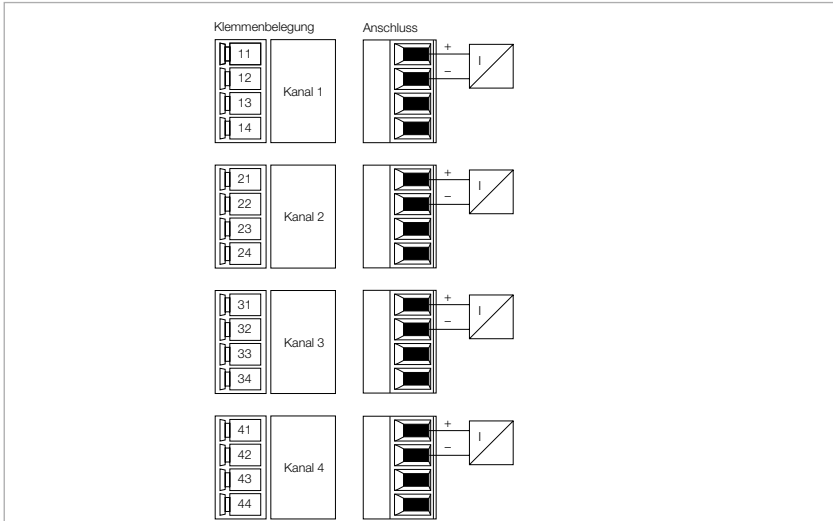 Klemmenbelegung Anschluss
11
12
13
14
Kanal 1
+
–
I
21
22
23
24
Kanal 2
+
–
I
31
32
33
34
Kanal 3
+
–
I
41
42
43
44
Kanal 4
+
–
I